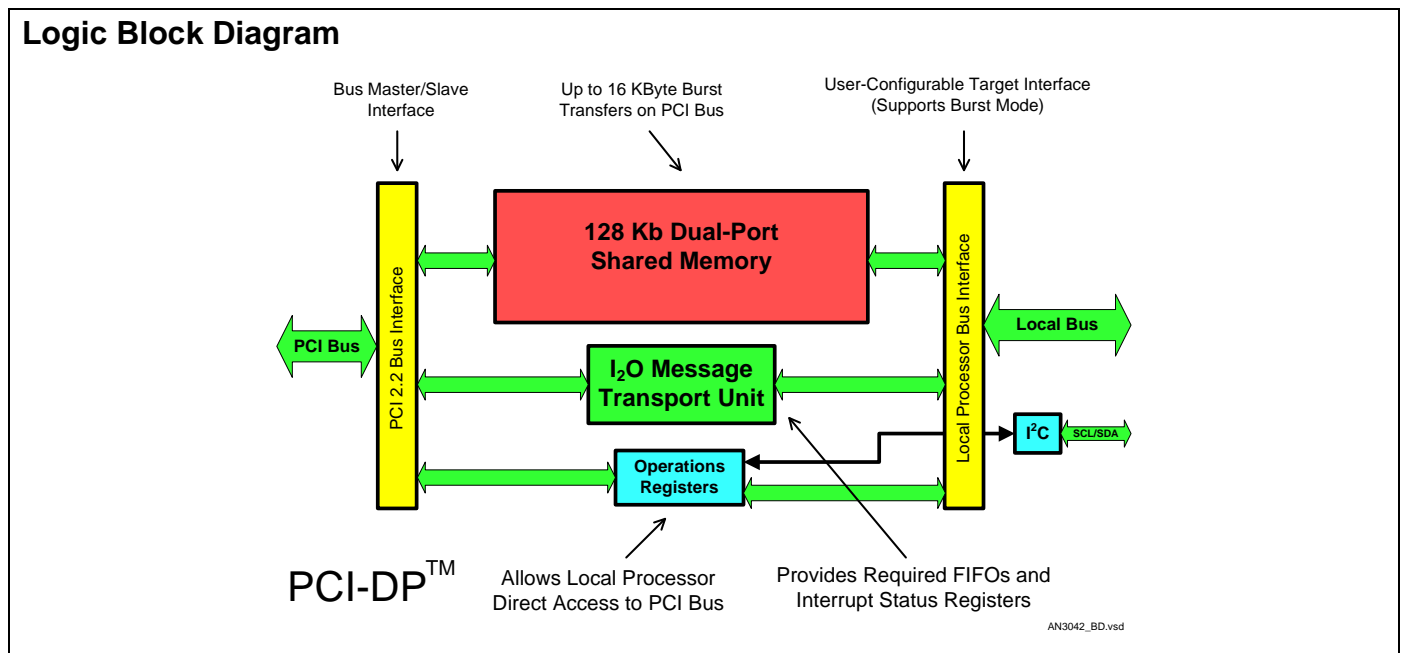 Logic Block Diagram
Bus Master/Slave
Interface
Up to 16 KByte Burst
Transfers on PCI Bus
User-Configurable Target Interface
(Supports Burst Mode)
128 Kb Dual-Port
Shared Memory
PCI 2.2 Bus Interface
Local Processor Bus Interface
PCI Bus
Local Bus
I₂O Message
Transport Unit
I²C
SCL/SDA
Operations
Registers
PCI-DP™
Allows Local Processor
Direct Access to PCI Bus
Provides Required FIFOs and
Interrupt Status Registers
AN3042_BD.vsd